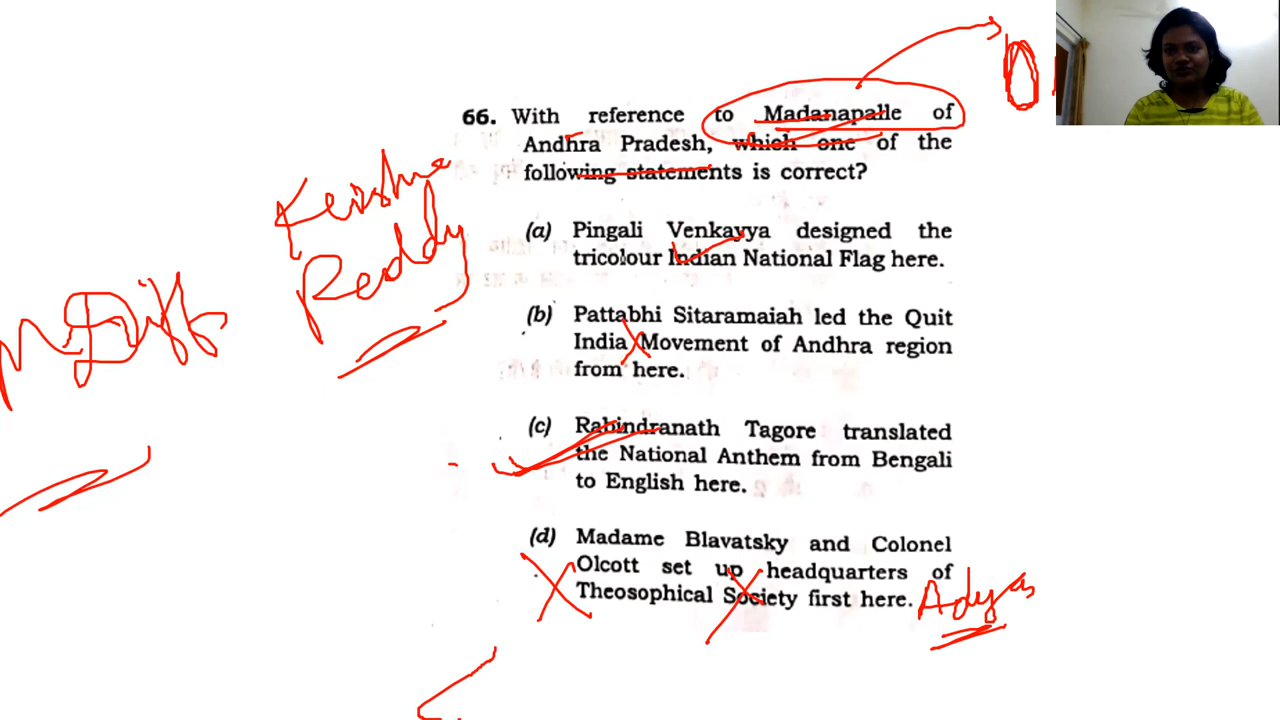 66. With reference to Madanapalle of
Andhra Pradesh, which one of the
following statements is correct?
(a) Pingali Venkayya designed the
tricolour Indian National Flag here.
(b) Pattabhi Sitaramaiah led the Quit
India Movement of Andhra region
from here.
(c) Rabindranath Tagore translated
the National Anthem from Bengali
to English here.
(d) Madame Blavatsky and Colonel
Olcott set up headquarters of
Theosophical Society first here.
Reddy